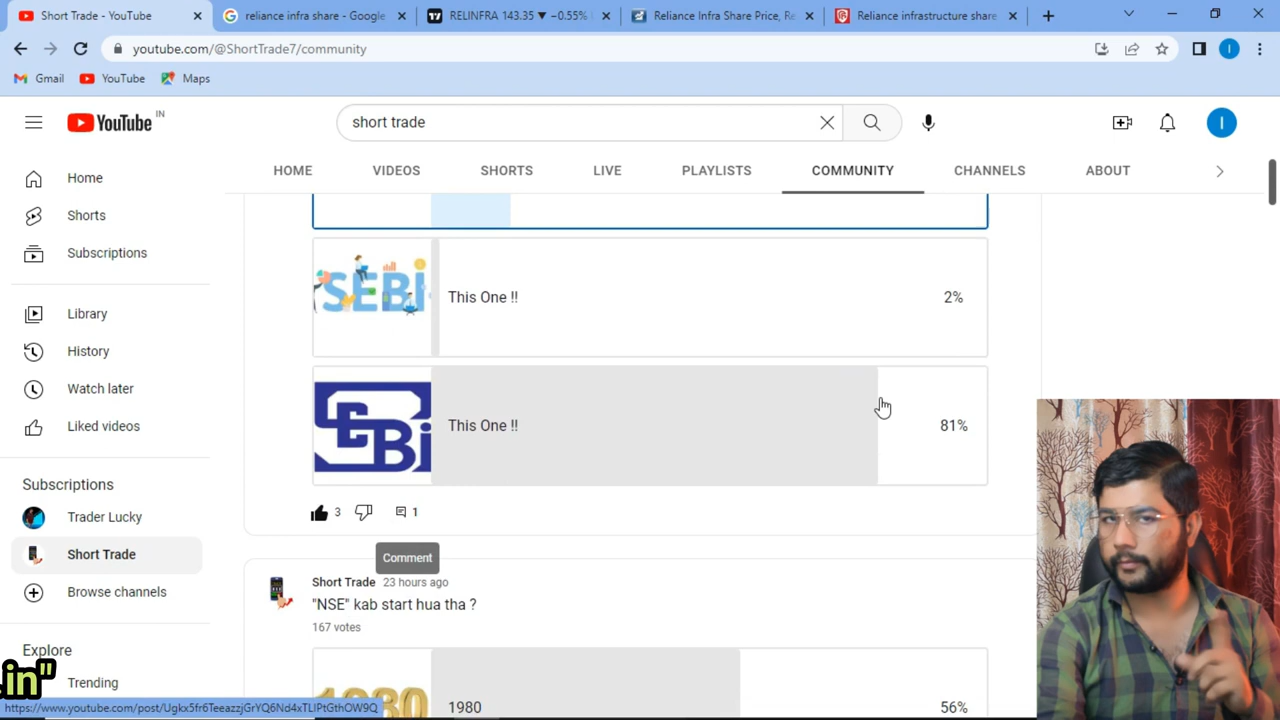 Short Trade - YouTube
reliance infra share - Google
RELINFRA 143.35 ▼ −0.55%
Reliance Infra Share Price, Re
Reliance infrastructure share
youtube.com/@ShortTrade7/community
Gmail
YouTube
Maps
I
YouTube IN
short trade
I
HOME
VIDEOS
SHORTS
LIVE
PLAYLISTS
COMMUNITY
CHANNELS
ABOUT
Home
Shorts
Subscriptions
Library
History
Watch later
Liked videos
Subscriptions
Trader Lucky
Short Trade
Browse channels
Explore
Trending
SEBI
This One !!
2%
SEBI
This One !!
81%
3
1
Comment
Short Trade 23 hours ago
"NSE" kab start hua tha ?
167 votes
1980
1980
56%
.in"
https://www.youtube.com/post/Ugkx5fr6TeeazzjGrYQ6Nd4xTLIPtGthOW9Q